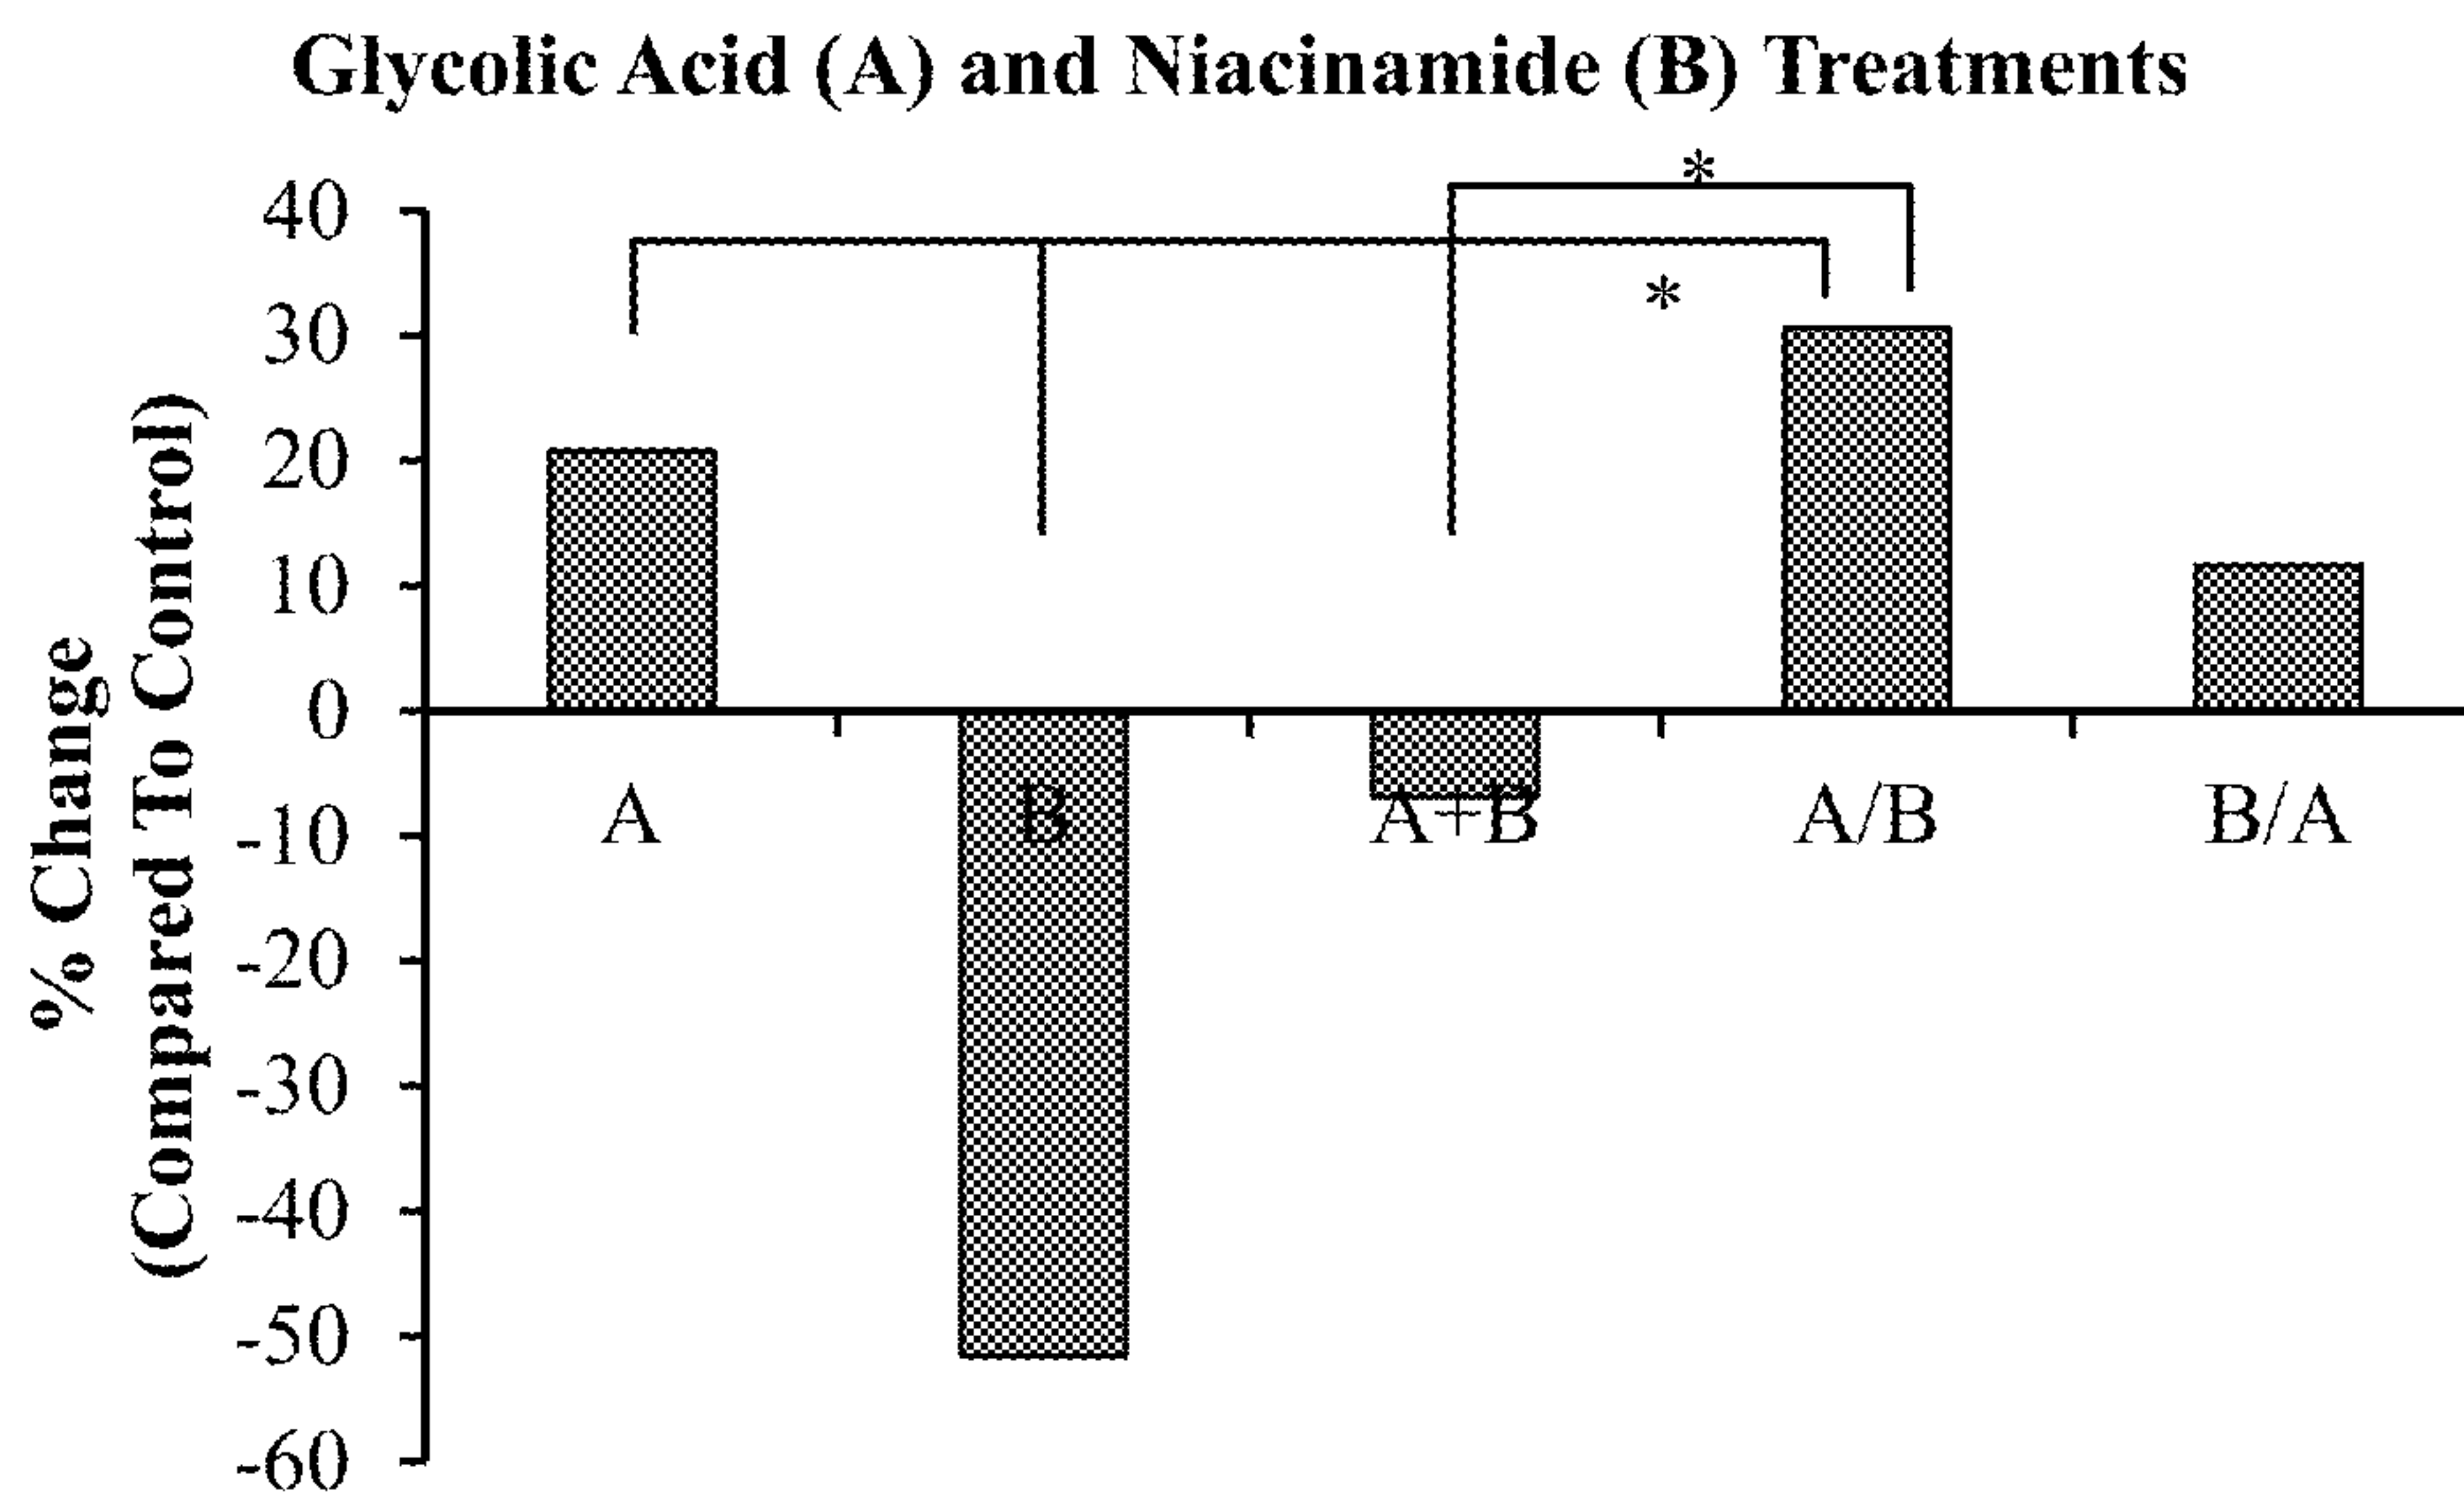 Glycolic Acid (A) and Niacinamide (B) Treatments
% Change
(Compared To Control)
40
30
20
10
0
-10
-20
-30
-40
-50
-60
*
*
A
B
A+B
A/B
B/A